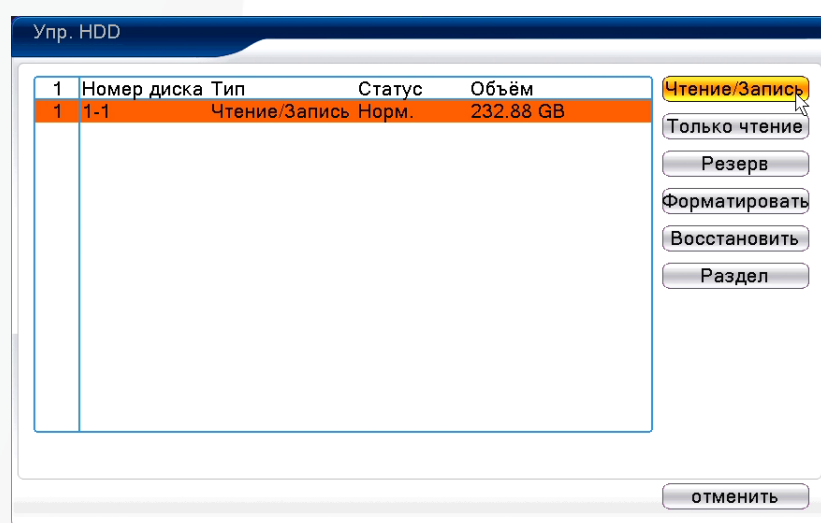 Упр. HDD
1 Номер диска Тип Статус Объём
1 1-1 Чтение/Запись Норм. 232.88 GB
Чтение/Запись
Только чтение
Резерв
Форматировать
Восстановить
Раздел
отменить